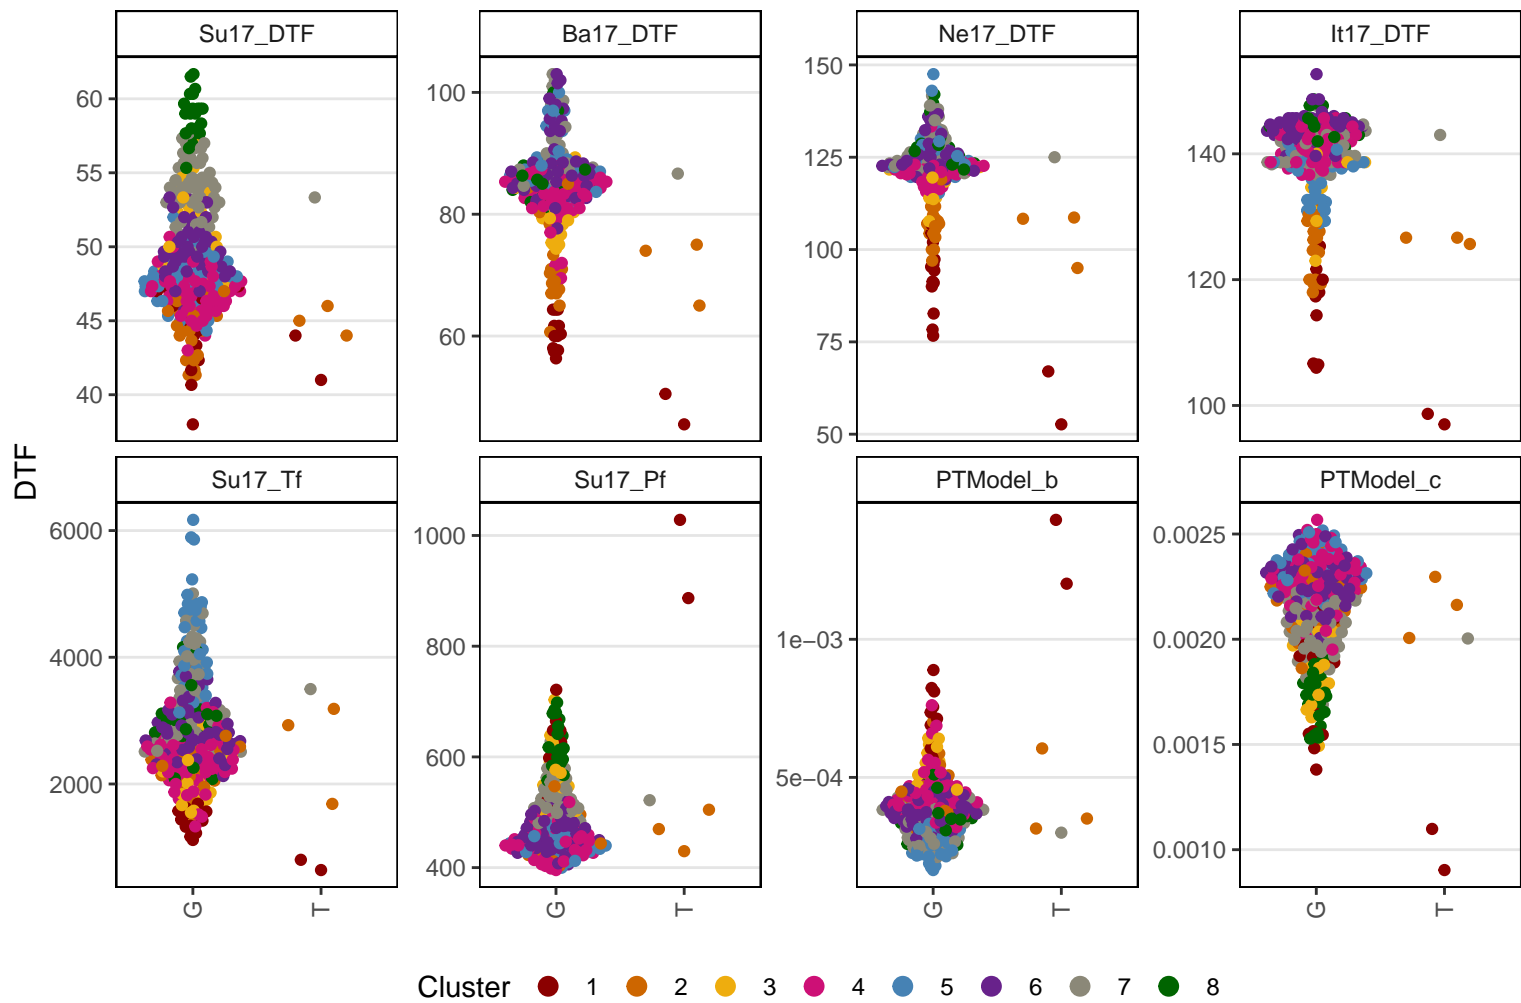 Su17_DTF
Ba17_DTF
Ne17_DTF
It17_DTF
60
55
50
45
40
100
80
60
150
125
100
75
50
140
120
100
DTF
Su17_Tf
Su17_Pf
PTModel_b
PTModel_c
6000
4000
2000
1000
800
600
400
1e−03
5e−04
0.0025
0.0020
0.0015
0.0010
G T G T G T G T
Cluster 1 2 3 4 5 6 7 8